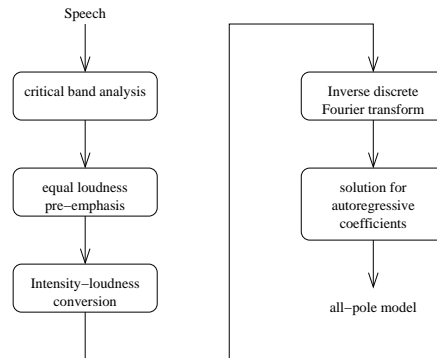 Speech
critical band analysis
equal loudness
pre−emphasis
Intensity−loudness
conversion
Inverse discrete
Fourier transform
solution for
autoregressive
coefficients
all−pole model